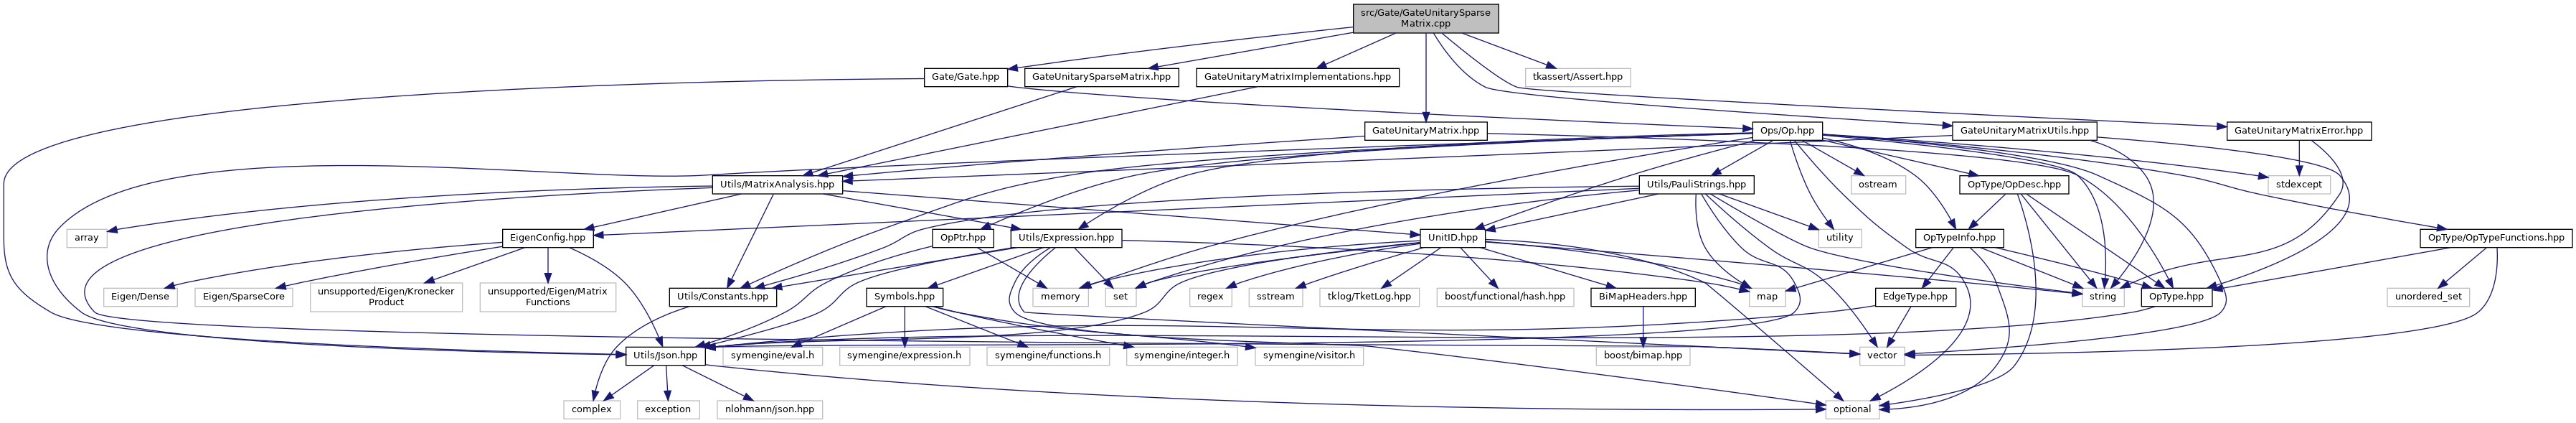 src/Gate/GateUnitarySparse
Matrix.cpp
Gate/Gate.hpp
GateUnitarySparseMatrix.hpp
GateUnitaryMatrixImplementations.hpp
tkassert/Assert.hpp
GateUnitaryMatrix.hpp
Ops/Op.hpp
GateUnitaryMatrixUtils.hpp
GateUnitaryMatrixError.hpp
Utils/MatrixAnalysis.hpp
Utils/PauliStrings.hpp
ostream
OpType/OpDesc.hpp
stdexcept
array
EigenConfig.hpp
OpPtr.hpp
Utils/Expression.hpp
UnitID.hpp
utility
OpTypeInfo.hpp
OpType/OpTypeFunctions.hpp
Eigen/Dense
Eigen/SparseCore
unsupported/Eigen/Kronecker
Product
unsupported/Eigen/Matrix
Functions
Utils/Constants.hpp
Symbols.hpp
memory
set
regex
sstream
tklog/TketLog.hpp
boost/functional/hash.hpp
BiMapHeaders.hpp
map
EdgeType.hpp
string
OpType.hpp
unordered_set
Utils/Json.hpp
symengine/eval.h
symengine/expression.h
symengine/functions.h
symengine/integer.h
symengine/visitor.h
boost/bimap.hpp
vector
complex
exception
nlohmann/json.hpp
optional